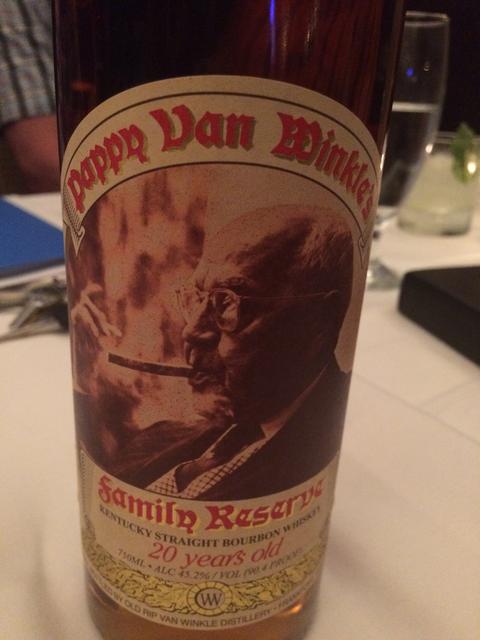 Pappy Van Winkle's
Family Reserve
KENTUCKY STRAIGHT BOURBON WHISKEY
20 years old
750ML • ALC 45.2% / VOL (90.4 PROOF)
VW
BY OLD RIP VAN WINKLE DISTILLERY •